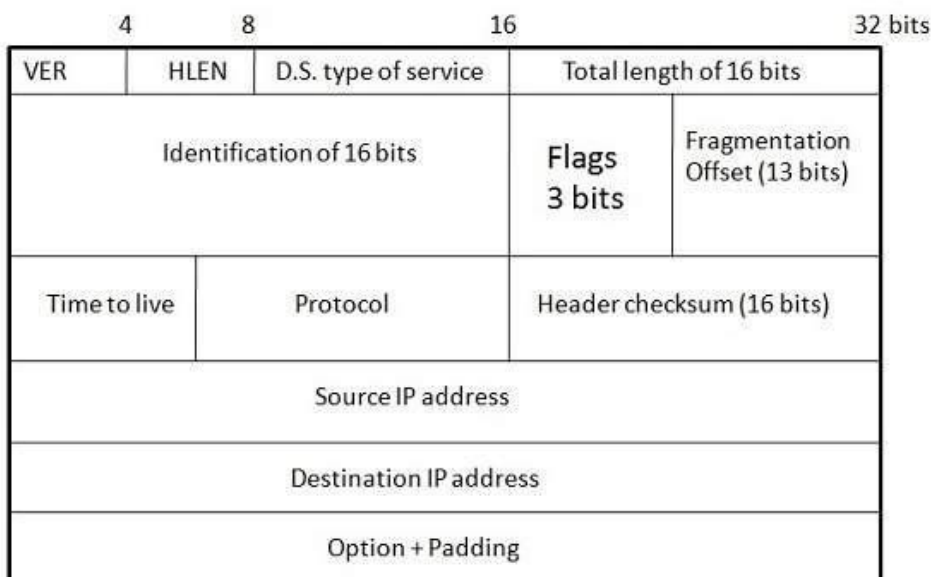 4 8 16 32 bits
VER HLEN D.S. type of service Total length of 16 bits
Identification of 16 bits
Flags
3 bits
Fragmentation
Offset (13 bits)
Time to live Protocol Header checksum (16 bits)
Source IP address
Destination IP address
Option + Padding